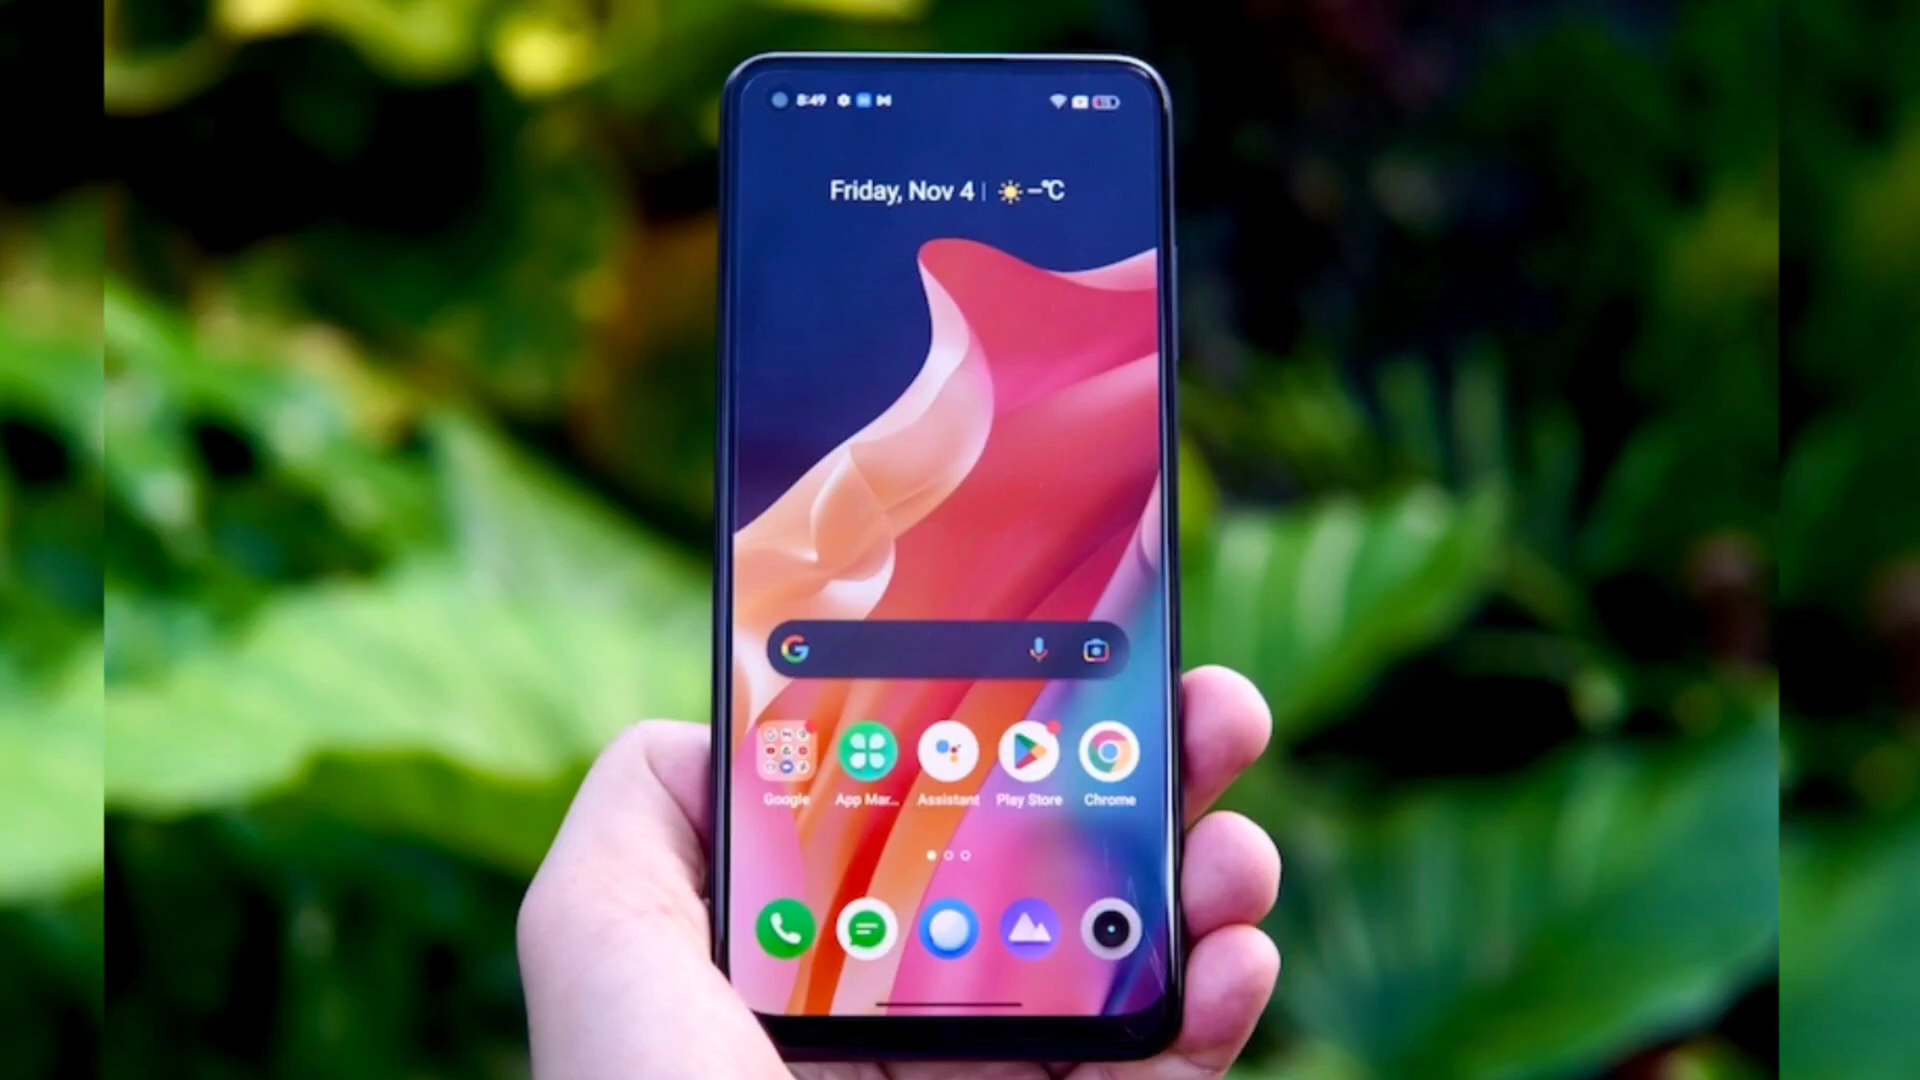 8:49
Friday, Nov 4 | –°C
Google App Mar... Assistant Play Store Chrome